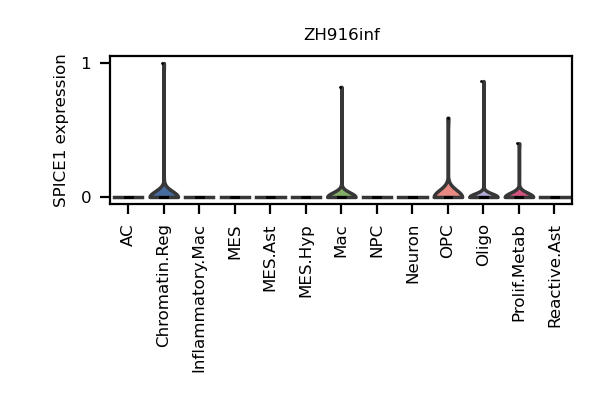 ZH916inf
SPICE1 expression
1
0
AC
Chromatin.Reg
Inflammatory.Mac
MES
MES.Ast
MES.Hyp
Mac
NPC
Neuron
OPC
Oligo
Prolif.Metab
Reactive.Ast